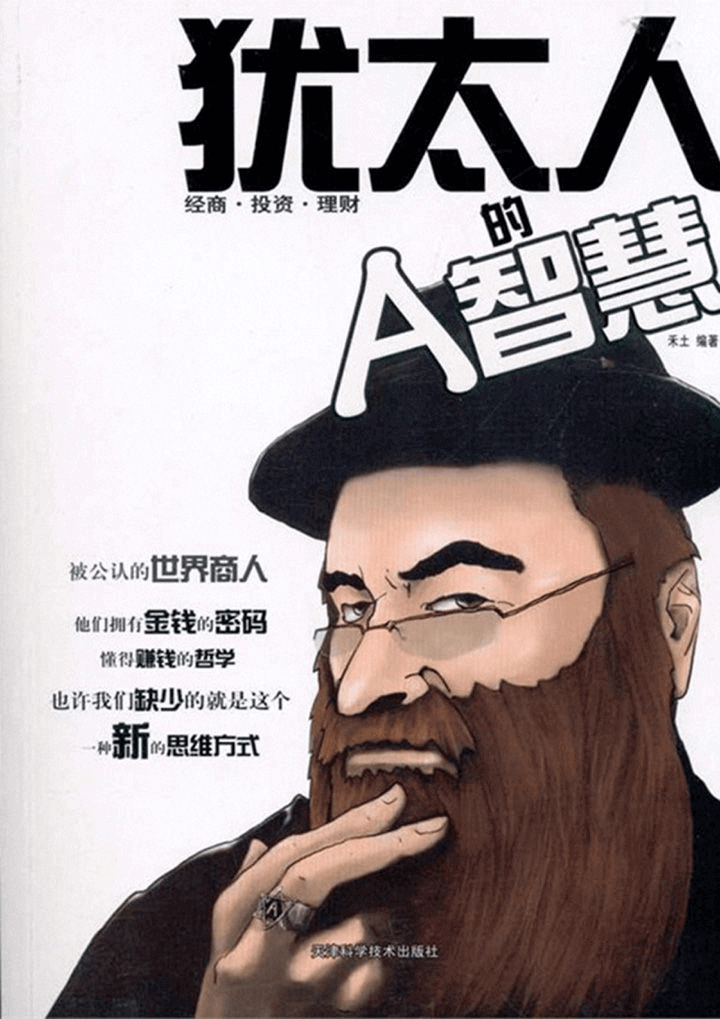 犹太人
经商·投资·理财
的
A智慧
禾土 编著
被公认的世界商人
他们拥有金钱的密码
懂得赚钱的哲学
也许我们缺少的就是这个
一种新的思维方式
A
天津科学技术出版社